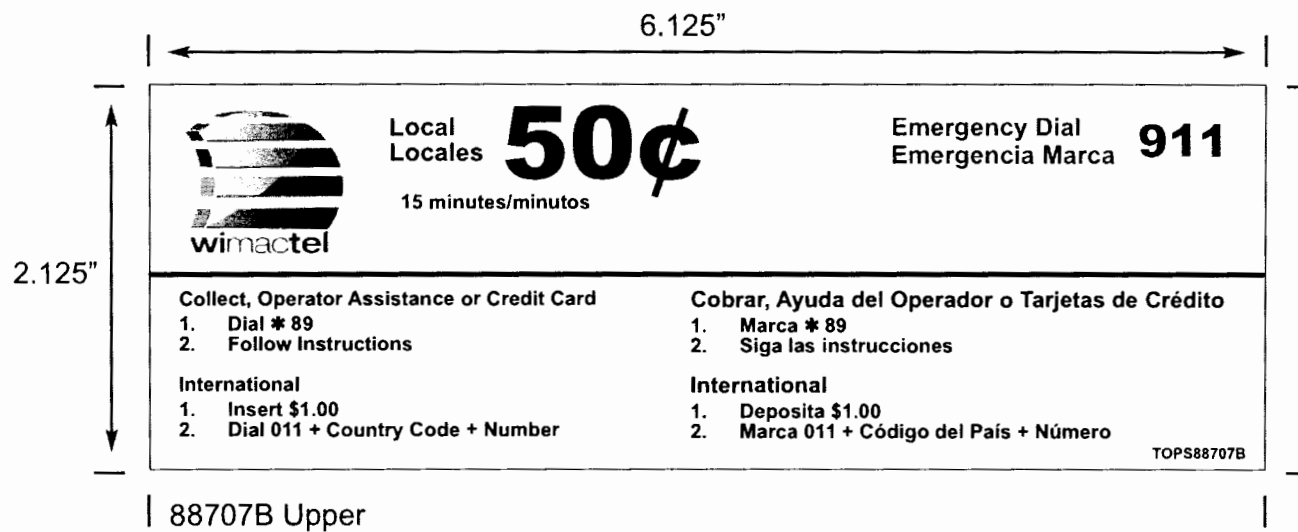 6.125”
2.125”
wimactel
Local
Locales
50¢
15 minutes/minutos
Emergency Dial
Emergencia Marca
911
Collect, Operator Assistance or Credit Card
1. Dial ✱ 89
2. Follow Instructions
International
1. Insert $1.00
2. Dial 011 + Country Code + Number
Cobrar, Ayuda del Operador o Tarjetas de Crédito
1. Marca ✱ 89
2. Siga las instrucciones
International
1. Deposita $1.00
2. Marca 011 + Código del País + Número
TOPS88707B
88707B Upper